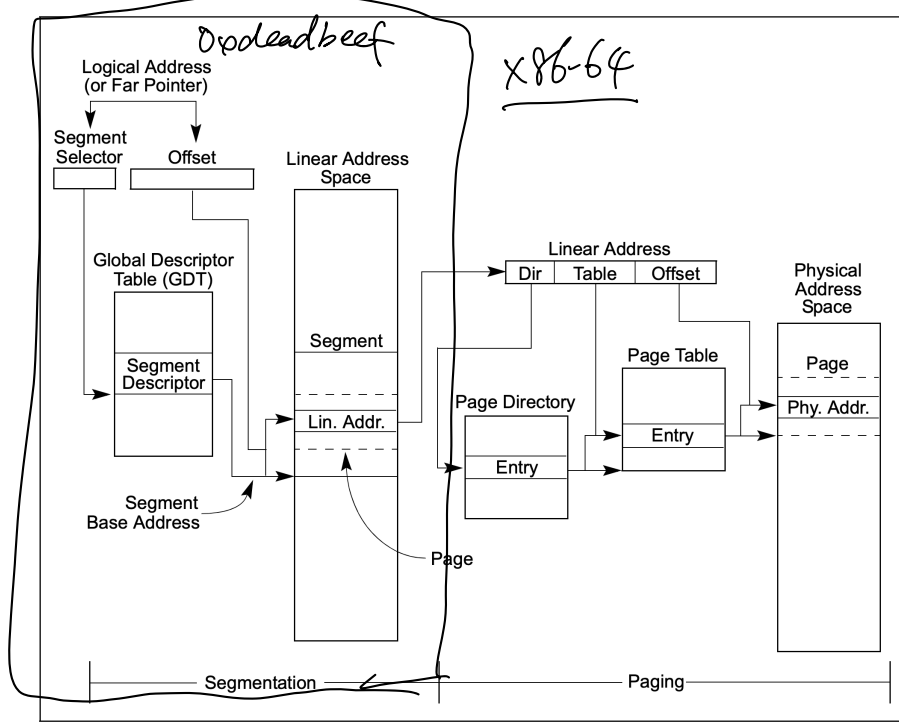 0xdeadbeef
x86-64
Logical Address
(or Far Pointer)
Segment
Selector
Offset
Linear Address
Space
Global Descriptor
Table (GDT)
Segment
Descriptor
Segment
Lin. Addr.
Segment
Base Address
Page
Linear Address
Dir
Table
Offset
Physical
Address
Space
Page Table
Entry
Page Directory
Entry
Page
Phy. Addr.
Segmentation
Paging